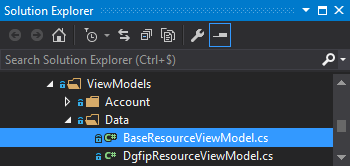 Solution Explorer
Search Solution Explorer (Ctrl+$)
ViewModels
Account
Data
C# BaseResourceViewModel.cs
C# DgfipResourceViewModel.cs